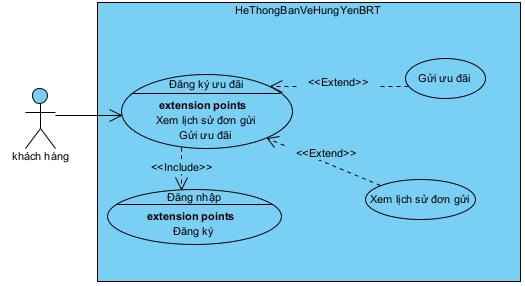 HeThongBanVeHungYenBRT
Đăng ký ưu đãi
extension points
Xem lịch sử đơn gửi
Gửi ưu đãi
<<Extend>>
Gửi ưu đãi
khách hàng
<<Include>>
<<Extend>>
Đăng nhập
extension points
Đăng ký
Xem lịch sử đơn gửi